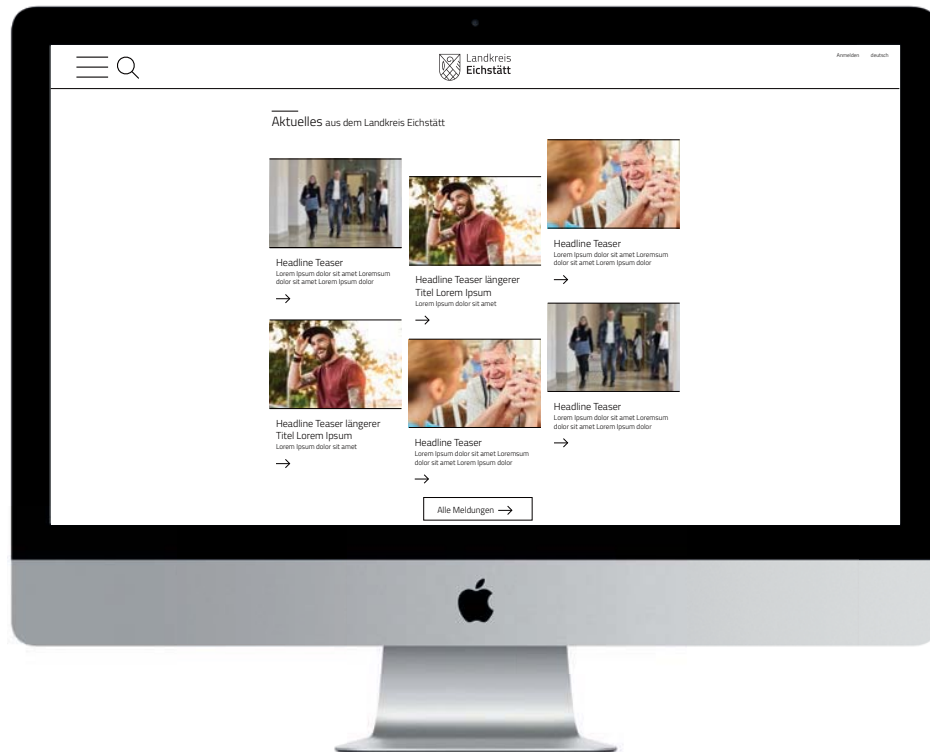 Landkreis
Eichstätt
Anmelden deutsch
Aktuelles aus dem Landkreis Eichstätt
Headline Teaser
Lorem Ipsum dolor sit amet Loremsum
dolor sit amet Lorem Ipsum dolor
Headline Teaser längerer
Titel Lorem Ipsum
Lorem Ipsum dolor sit amet
Headline Teaser
Lorem Ipsum dolor sit amet Loremsum
dolor sit amet Lorem Ipsum dolor
Headline Teaser längerer
Titel Lorem Ipsum
Lorem Ipsum dolor sit amet
Headline Teaser
Lorem Ipsum dolor sit amet Loremsum
dolor sit amet Lorem Ipsum dolor
Headline Teaser
Lorem Ipsum dolor sit amet Loremsum
dolor sit amet Lorem Ipsum dolor
Alle Meldungen